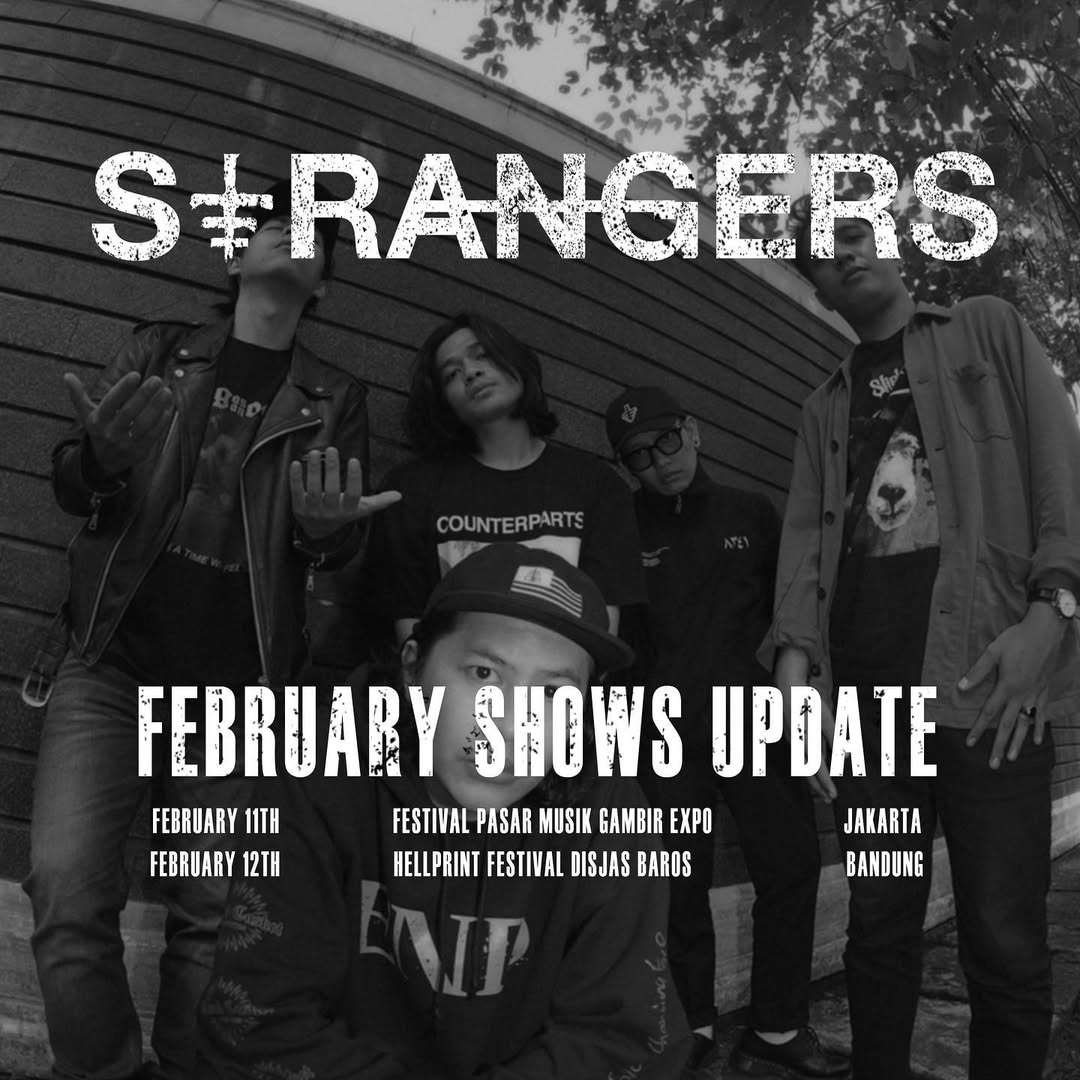 STRANGERS
COUNTERPARTS
FEBRUARY SHOWS UPDATE
FEBRUARY 11TH FESTIVAL PASAR MUSIK GAMBIR EXPO JAKARTA
FEBRUARY 12TH HELLPRINT FESTIVAL DISJAS BAROS BANDUNG